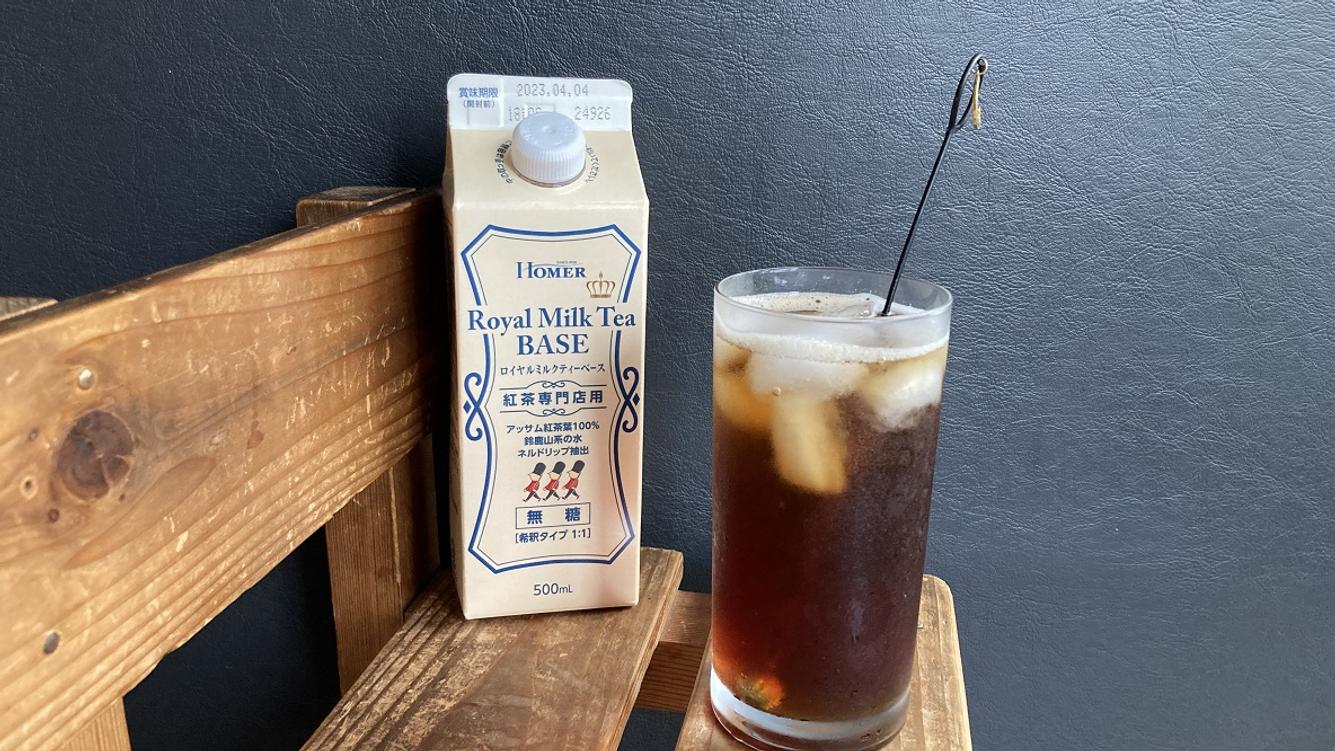 賞味期限 2023.04.04
(開封前)
24926
HOMER
Royal Milk Tea
BASE
ロイヤルミルクティーベース
紅茶専門店用
アッサム紅茶葉100%
鈴鹿山系の水
ネルドリップ抽出
無 糖
[希釈タイプ 1:1]
500mL